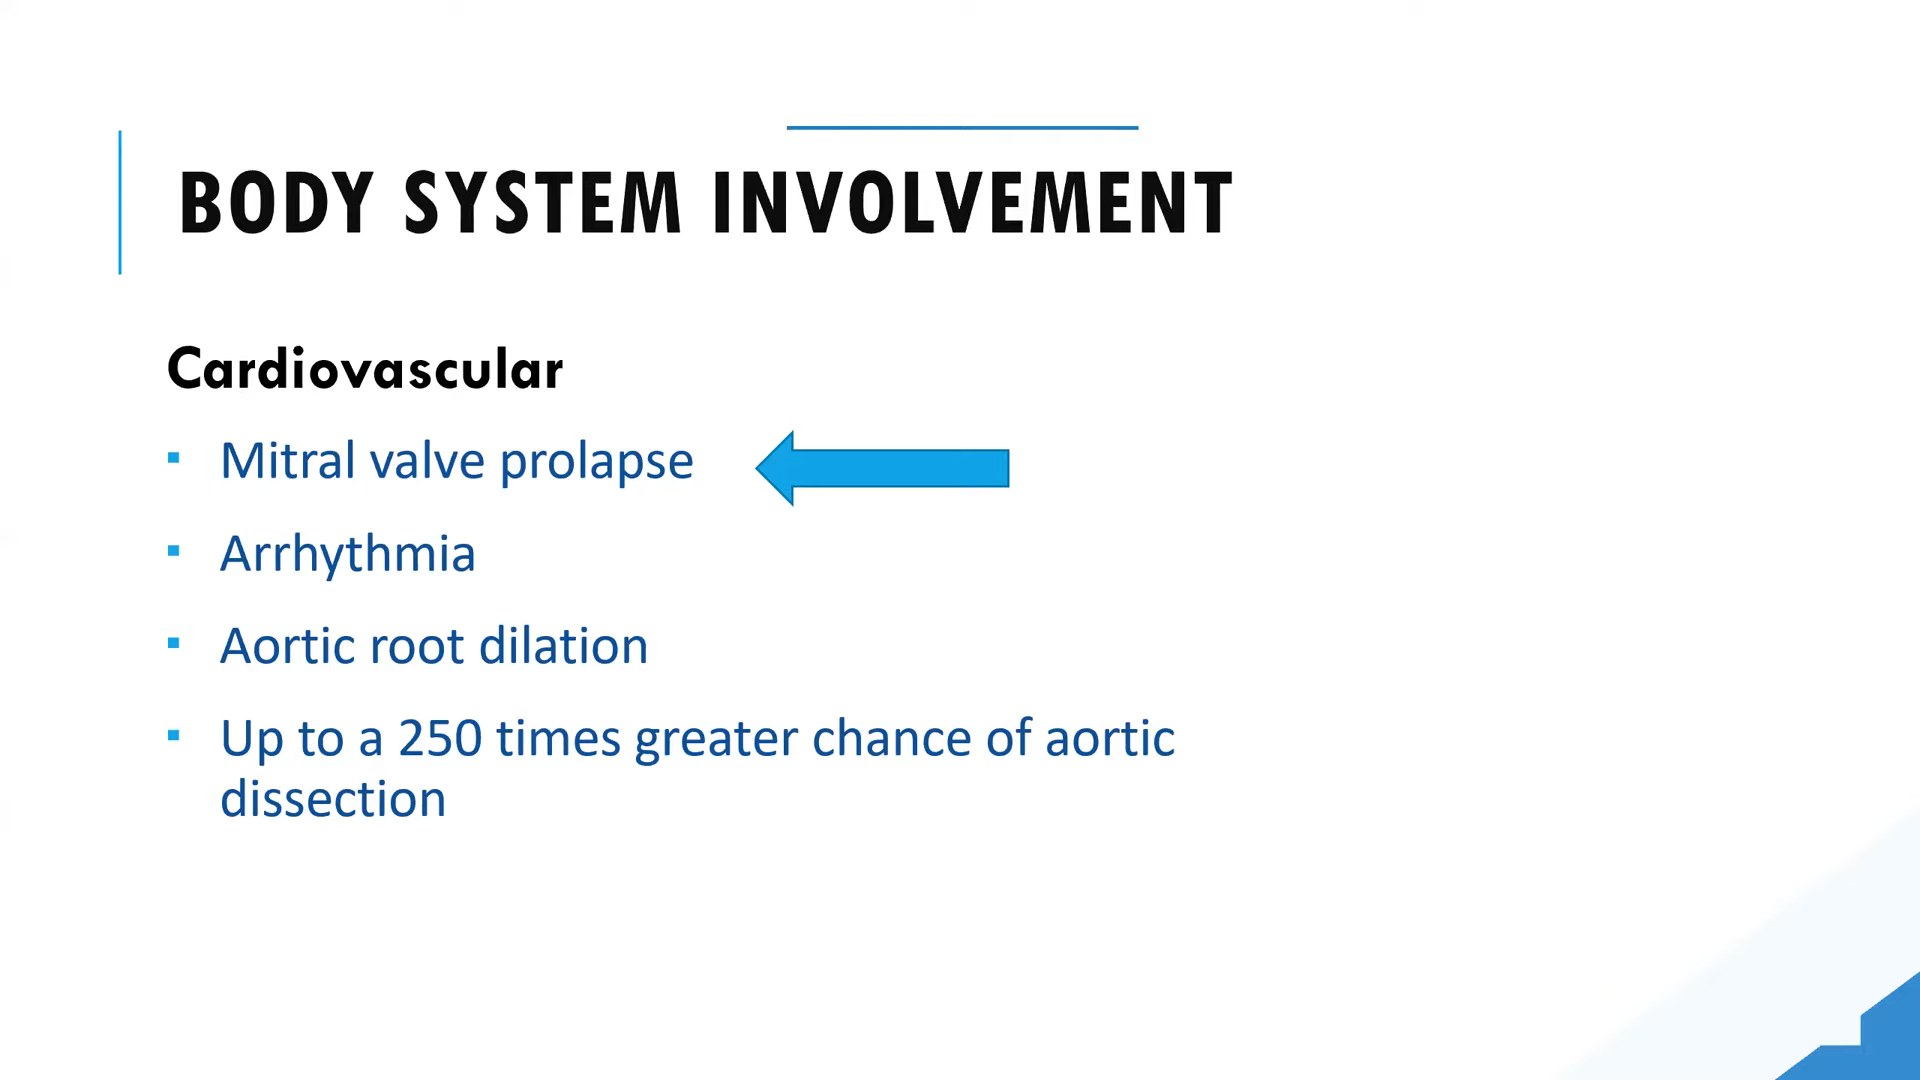 BODY SYSTEM INVOLVEMENT
Cardiovascular
▪ Mitral valve prolapse
▪ Arrhythmia
▪ Aortic root dilation
▪ Up to a 250 times greater chance of aortic
dissection